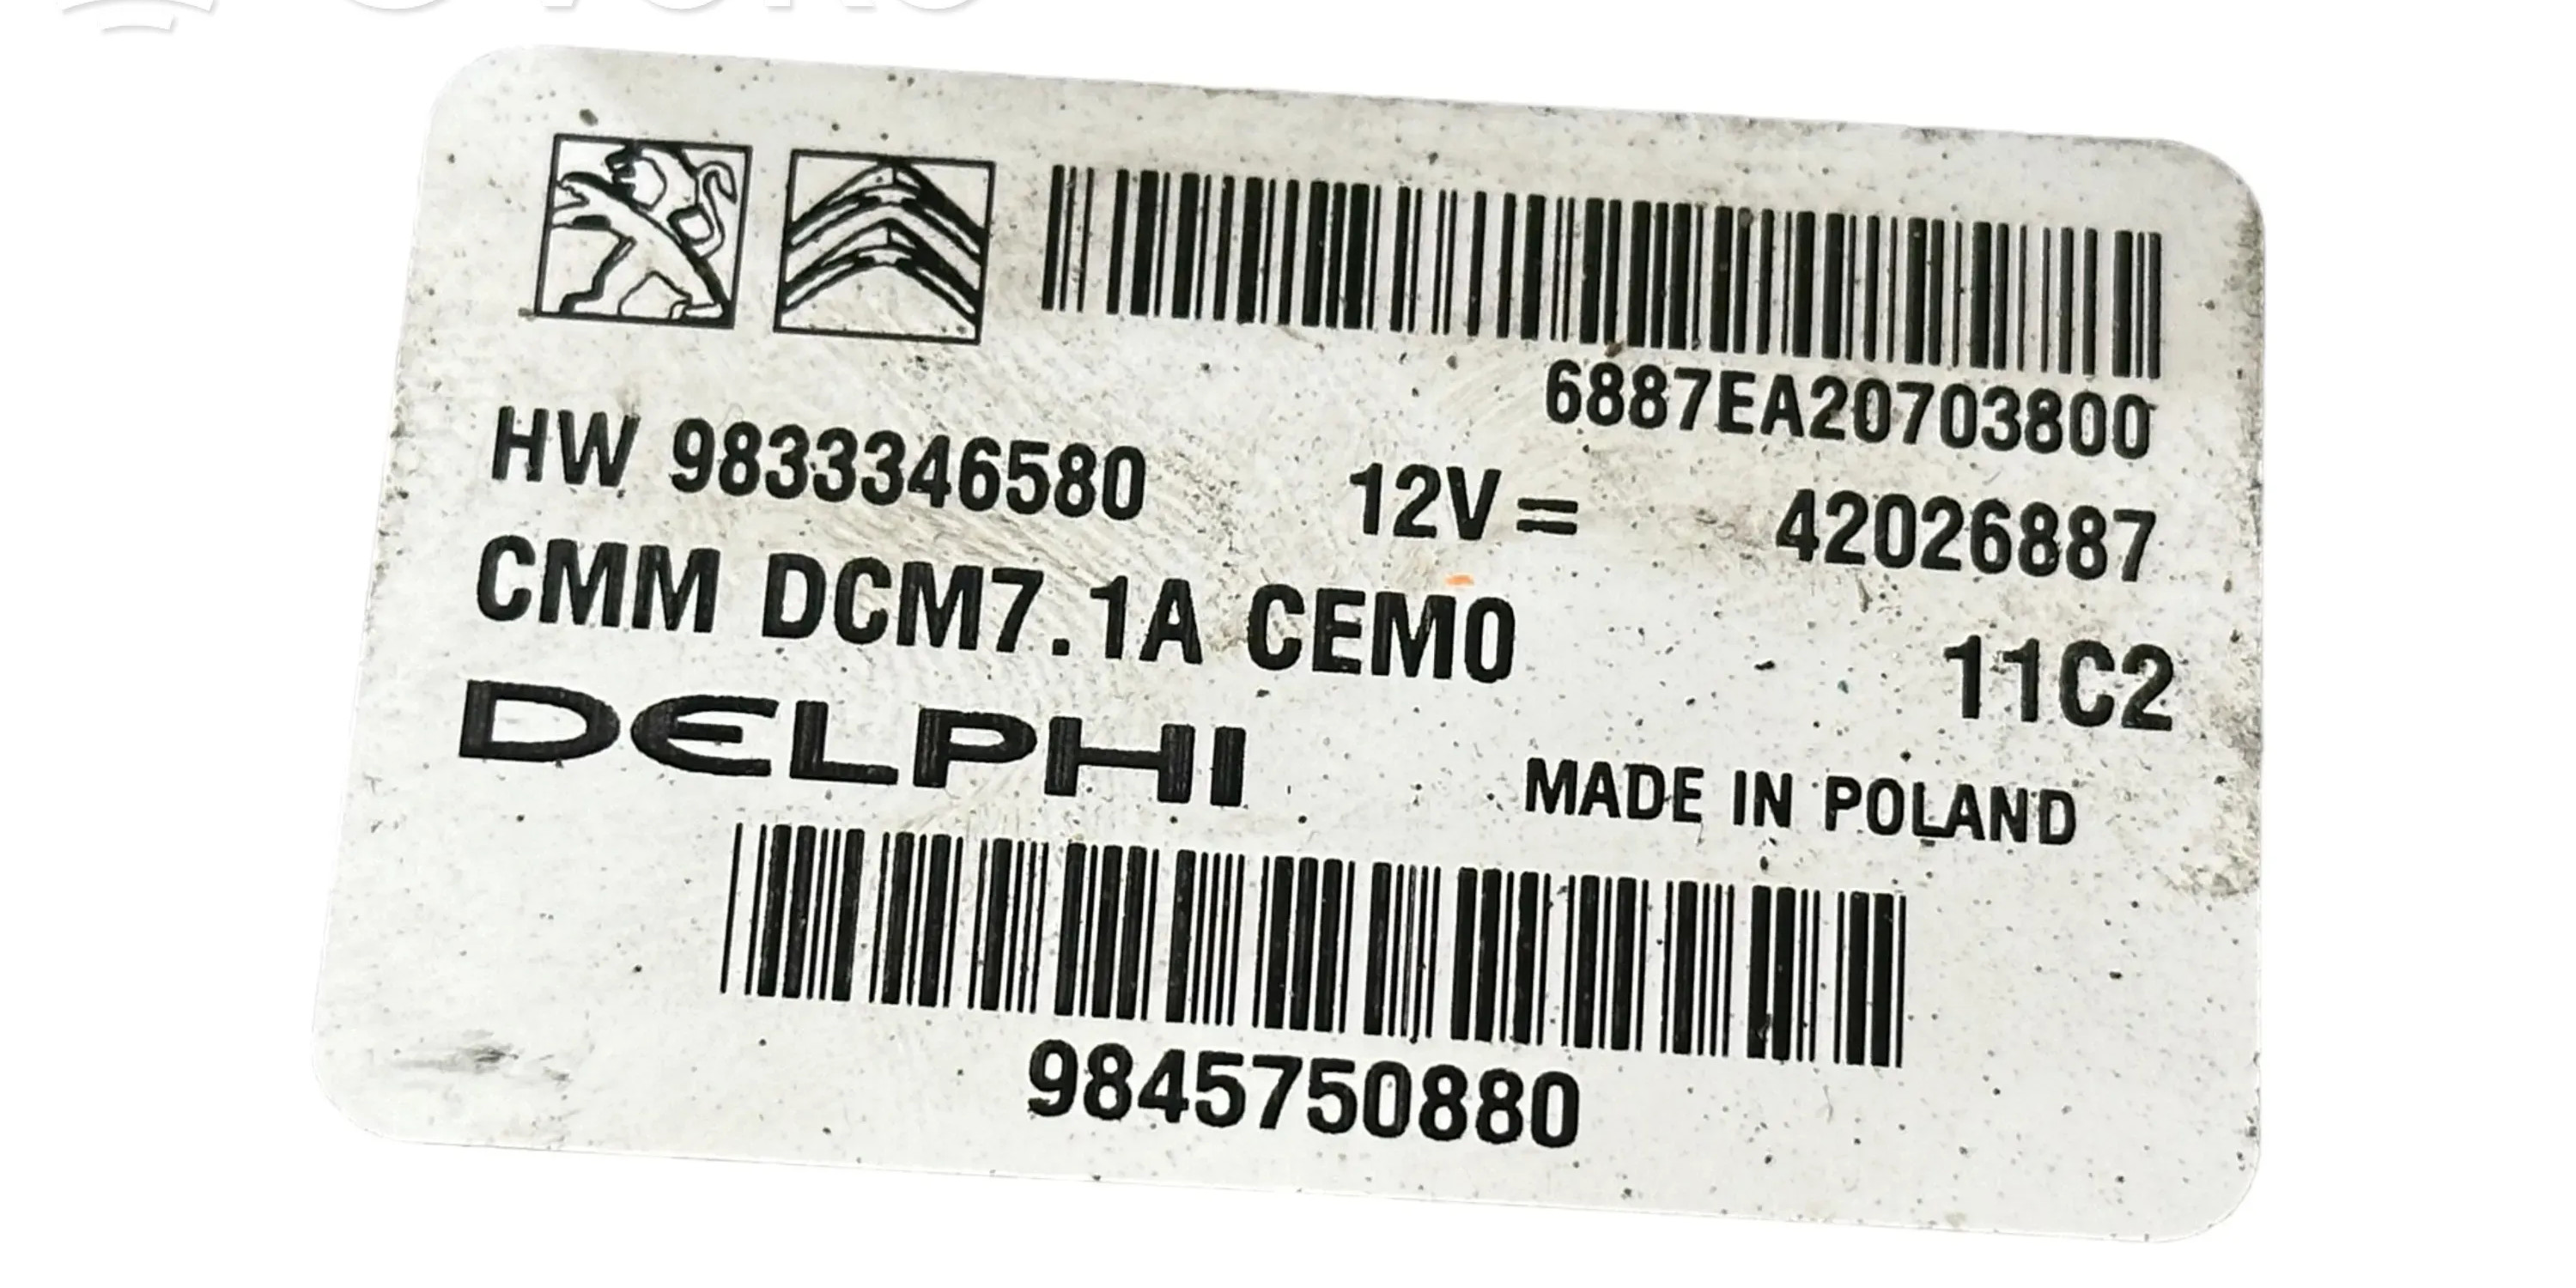 6887EA20703800
HW 9833346580 12V= 42026887
CMM DCM7.1A CEM0 11C2
DELPHI MADE IN POLAND
9845750880